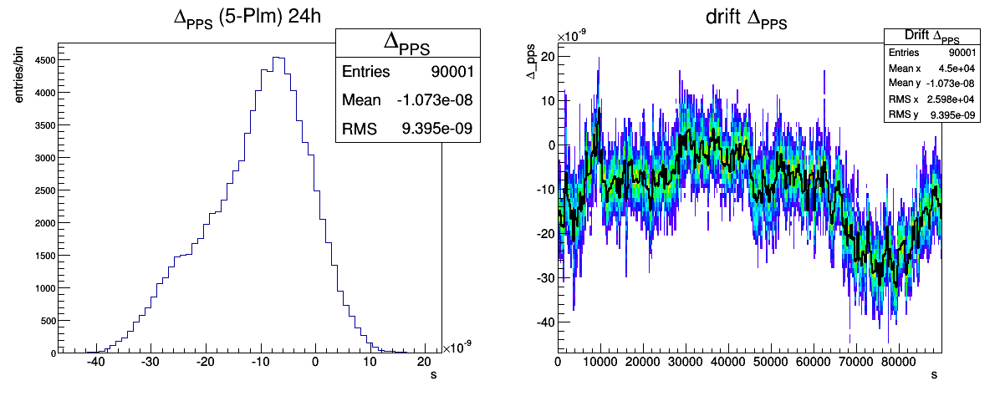 Δ_PPS (5-Plm) 24h
entries/bin
Δ_PPS
Entries 90001
Mean -1.073e-08
RMS 9.395e-09
4500
4000
3500
3000
2500
2000
1500
1000
500
0
-40 -30 -20 -10 0 10 20
×10⁻⁹
s
drift Δ_PPS
×10⁻⁹
Δ_pps
Drift Δ_PPS
Entries 90001
Mean x 4.5e+04
Mean y -1.073e-08
RMS x 2.598e+04
RMS y 9.395e-09
20
10
0
-10
-20
-30
-40
0 10000 20000 30000 40000 50000 60000 70000 80000
s